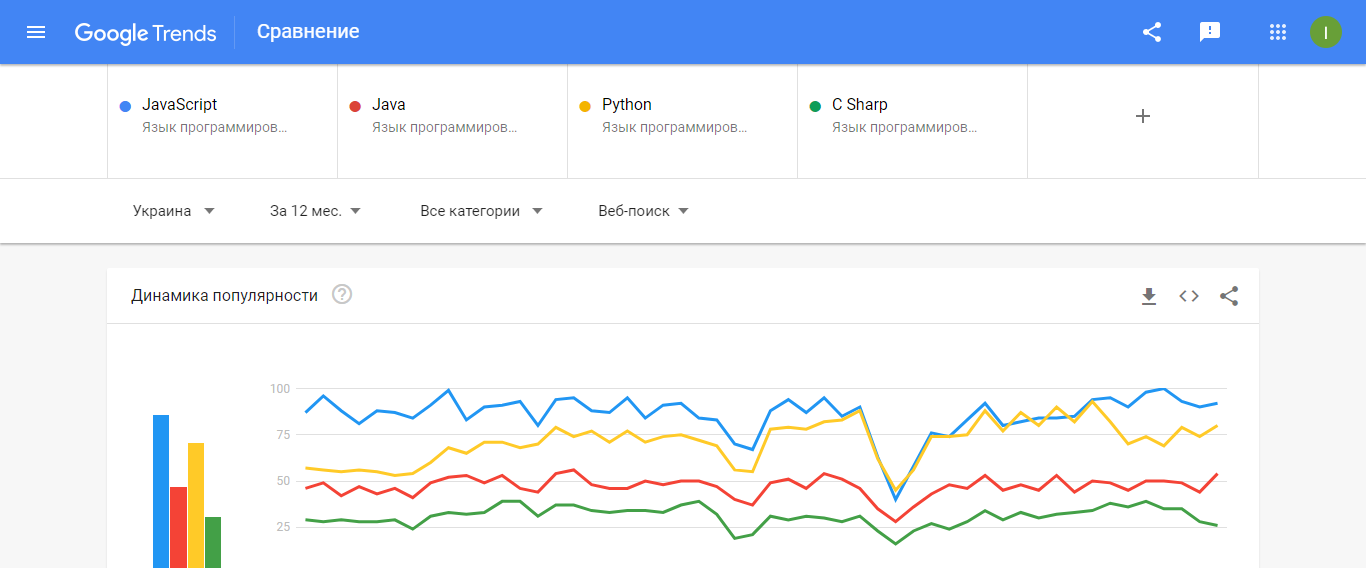 Google Trends Сравнение
I
JavaScript
Язык программиров...
Java
Язык программиров...
Python
Язык программиров...
C Sharp
Язык программиров...
+
Украина
За 12 мес.
Все категории
Веб-поиск
Динамика популярности ?
100
75
50
25